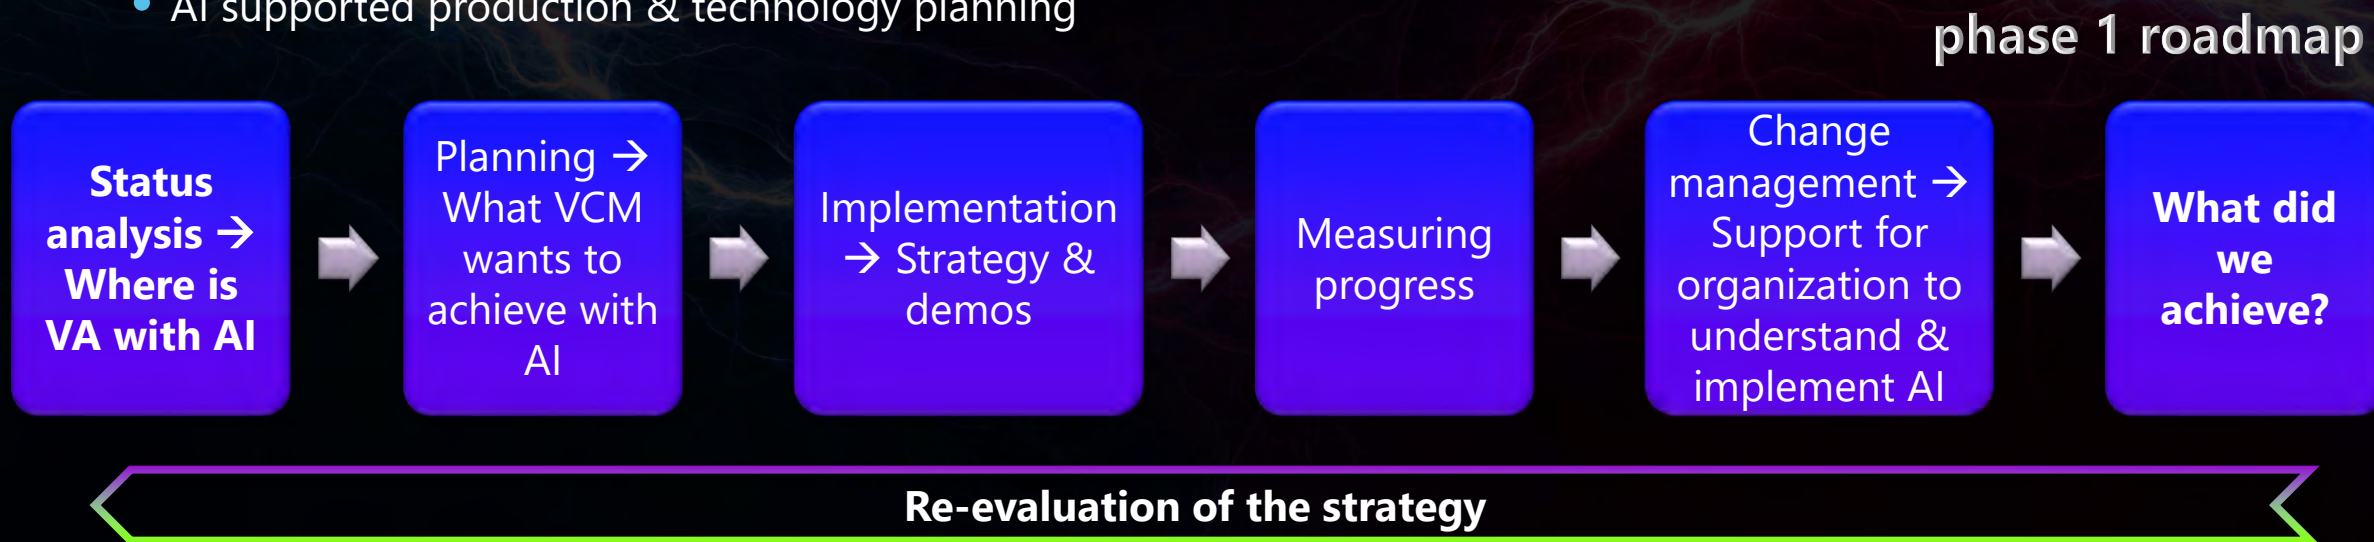 • AI supported production & technology planning
phase 1 roadmap
Status
analysis →
Where is
VA with AI
Planning →
What VCM
wants to
achieve with
AI
Implementation
→ Strategy &
demos
Measuring
progress
Change
management →
Support for
organization to
understand &
implement AI
What did
we
achieve?
Re-evaluation of the strategy